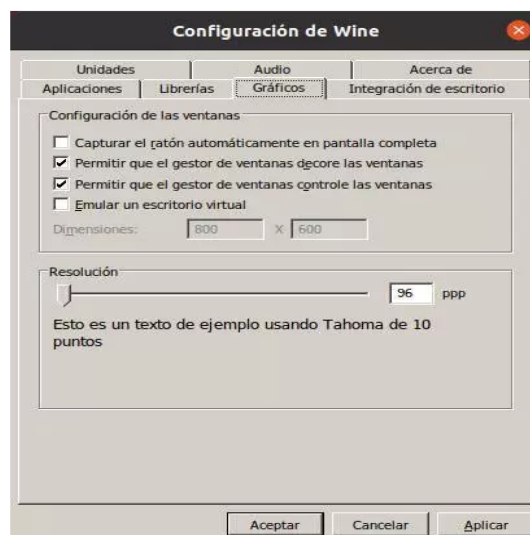 Configuración de Wine
Unidades Audio Acerca de
Aplicaciones Librerías Gráficos Integración de escritorio
Configuración de las ventanas
Capturar el ratón automáticamente en pantalla completa
Permitir que el gestor de ventanas decore las ventanas
Permitir que el gestor de ventanas controle las ventanas
Emular un escritorio virtual
Dimensiones: 800 X 600
Resolución
96 ppp
Esto es un texto de ejemplo usando Tahoma de 10
puntos
Aceptar Cancelar Aplicar